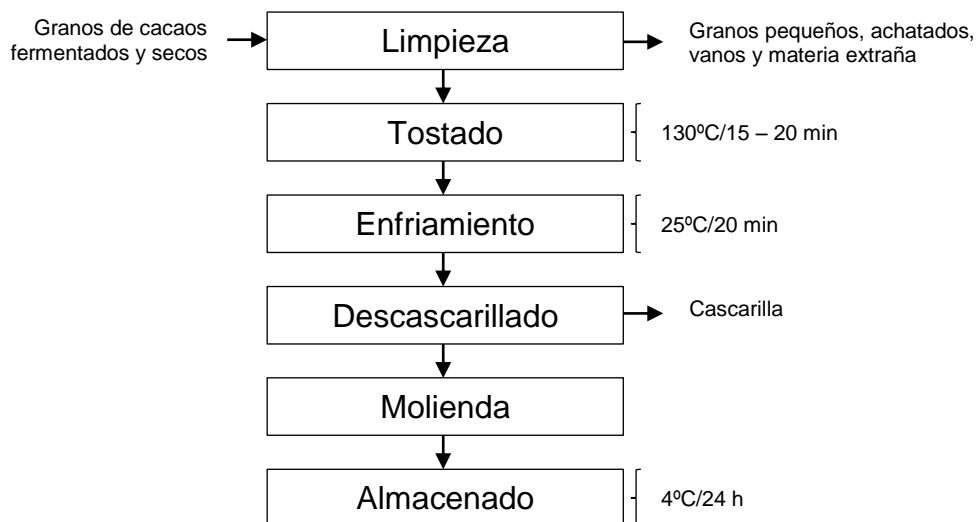 Granos de cacaos
fermentados y secos
Limpieza
Granos pequeños, achatados,
vanos y materia extraña
Tostado
130ºC/15 – 20 min
Enfriamiento
25ºC/20 min
Descascarillado
Cascarilla
Molienda
Almacenado
4ºC/24 h